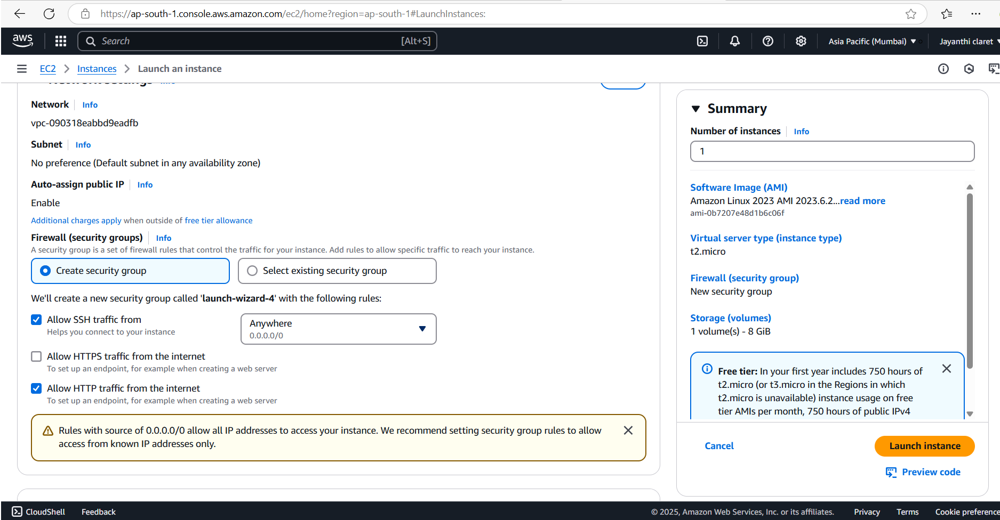 https://ap-south-1.console.aws.amazon.com/ec2/home?region=ap-south-1#LaunchInstances:
aws
Search
[Alt+S]
Asia Pacific (Mumbai)
Jayanthi claret
EC2 > Instances > Launch an instance
Network Info
vpc-090318eabbd9eadfb
Subnet Info
No preference (Default subnet in any availability zone)
Auto-assign public IP Info
Enable
Additional charges apply when outside of free tier allowance
Firewall (security groups) Info
A security group is a set of firewall rules that control the traffic for your instance. Add rules to allow specific traffic to reach your instance.
Create security group
Select existing security group
We'll create a new security group called 'launch-wizard-4' with the following rules:
Allow SSH traffic from
Helps you connect to your instance
Anywhere
0.0.0.0/0
Allow HTTPS traffic from the internet
To set up an endpoint, for example when creating a web server
Allow HTTP traffic from the internet
To set up an endpoint, for example when creating a web server
Rules with source of 0.0.0.0/0 allow all IP addresses to access your instance. We recommend setting security group rules to allow
access from known IP addresses only.
Summary
Number of instances Info
1
Software Image (AMI)
Amazon Linux 2023 AMI 2023.6.2...read more
ami-0b7207e48d1b6c06f
Virtual server type (instance type)
t2.micro
Firewall (security group)
New security group
Storage (volumes)
1 volume(s) - 8 GiB
Free tier: In your first year includes 750 hours of
t2.micro (or t3.micro in the Regions in which
t2.micro is unavailable) instance usage on free
tier AMIs per month, 750 hours of public IPv4
Cancel
Launch instance
Preview code
CloudShell
Feedback
© 2025, Amazon Web Services, Inc. or its affiliates.
Privacy
Terms
Cookie preference